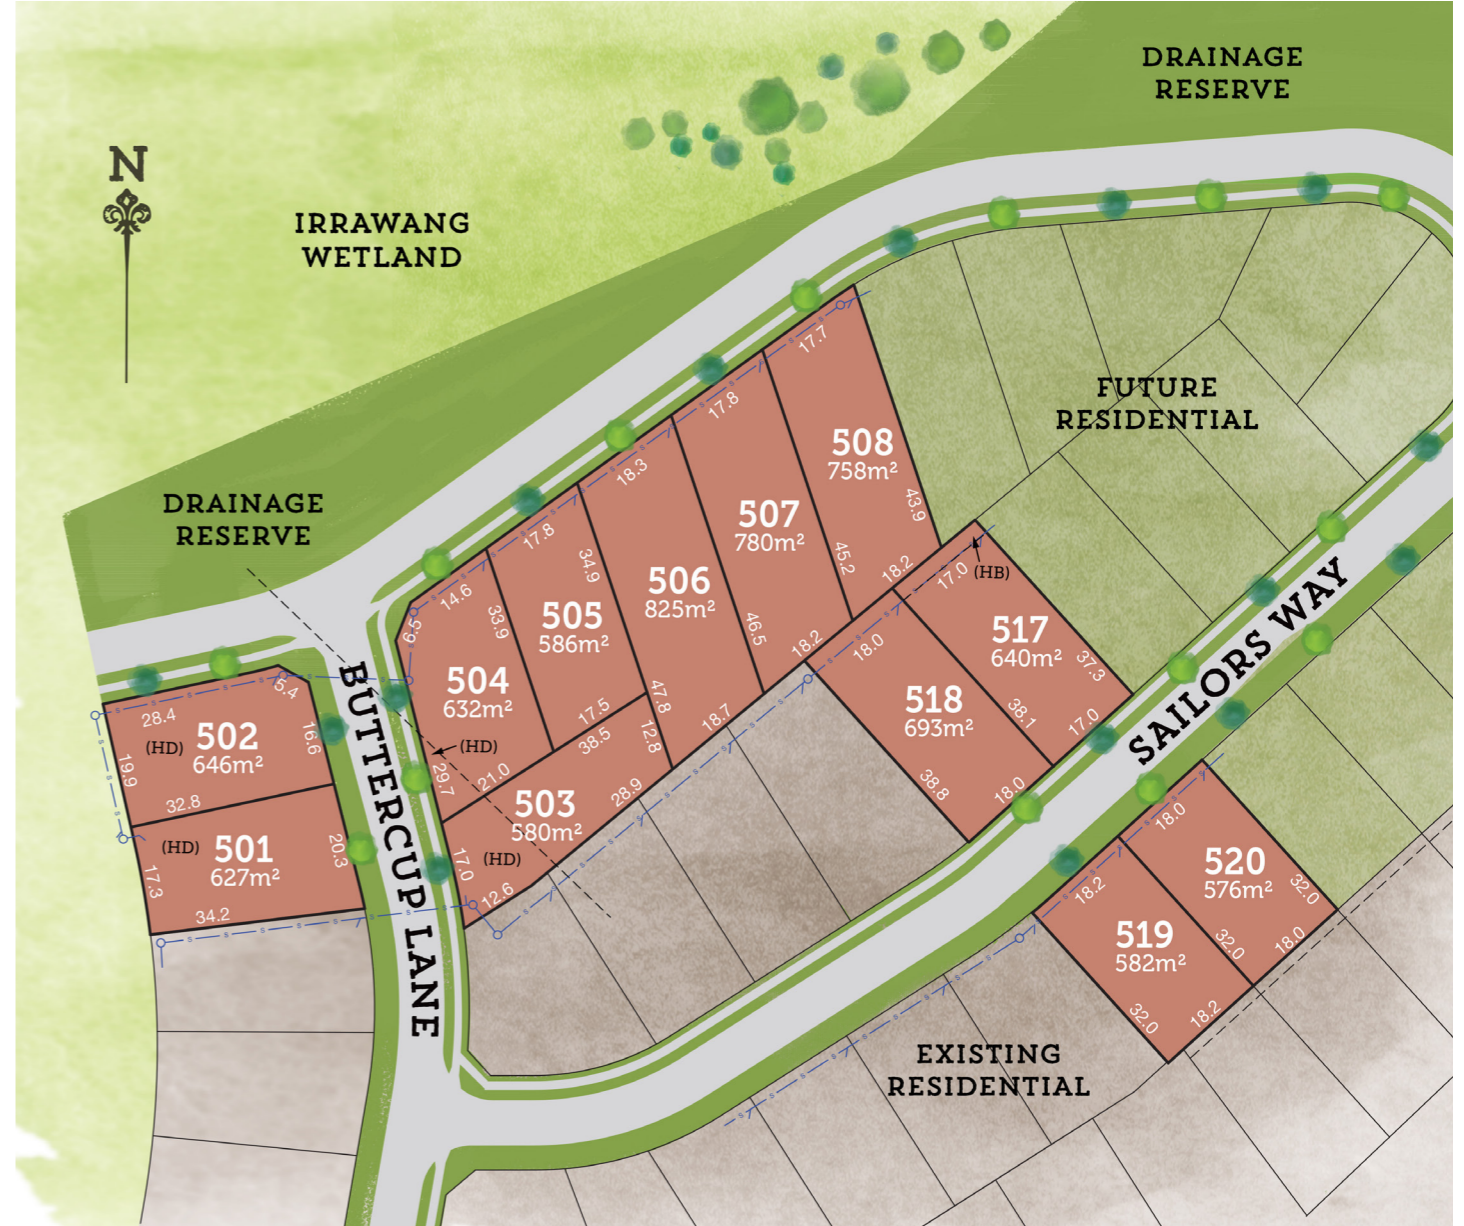 DRAINAGE
RESERVE
N
IRRAWANG
WETLAND
17.7
FUTURE
RESIDENTIAL
17.8
508
758m²
43.9
18.3
507
780m²
45.2
18.2
DRAINAGE
RESERVE
17.8
34.9
506
825m²
46.5
18.2
17.0
(HB)
14.6
6.5
33.9
505
586m²
17.5
47.8
18.7
504
632m²
(HD)
29.7
21.0
38.5
12.8
503
580m²
28.9
(HD)
17.0
12.6
18.0
517
640m²
37.3
38.1
17.0
518
693m²
38.8
18.0
SAILORS WAY
5.4
28.4
(HD)
502
646m²
16.6
19.9
32.8
(HD)
501
627m²
20.3
17.3
34.2
BUTTERCUP LANE
18.0
520
576m²
32.0
18.2
32.0
18.0
519
582m²
32.0
18.2
EXISTING
RESIDENTIAL